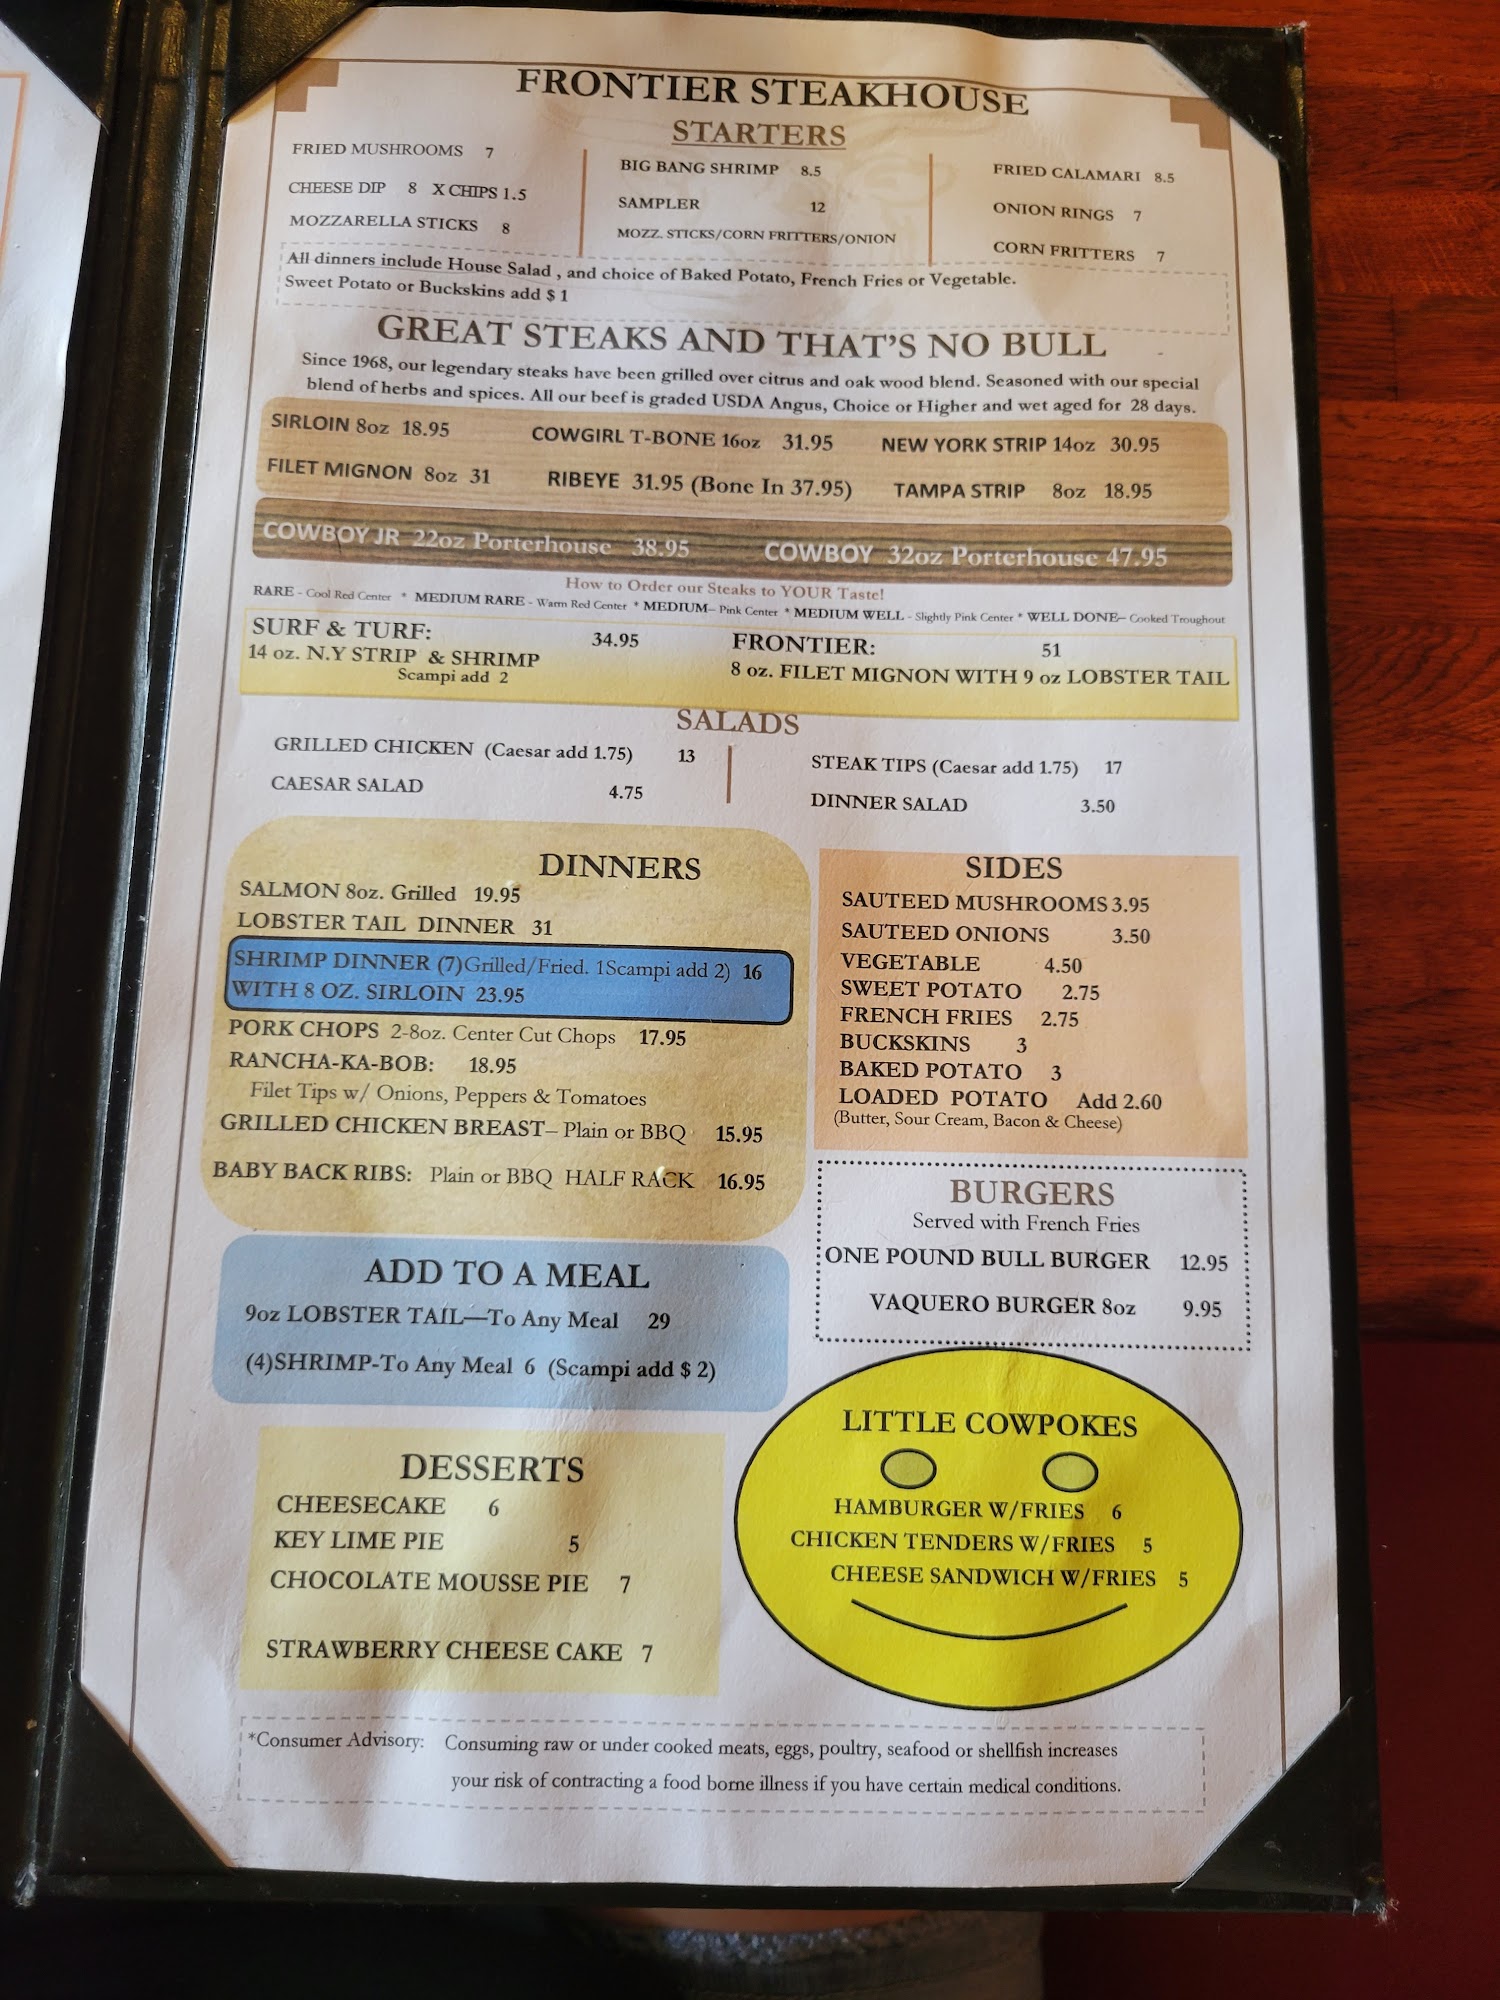 FRONTIER STEAKHOUSE
STARTERS
FRIED MUSHROOMS 7
CHEESE DIP 8 X CHIPS 1.5
MOZZARELLA STICKS 8
BIG BANG SHRIMP 8.5
SAMPLER 12
MOZZ. STICKS/CORN FRITTERS/ONION
FRIED CALAMARI 8.5
ONION RINGS 7
CORN FRITTERS 7
All dinners include House Salad , and choice of Baked Potato, French Fries or Vegetable.
Sweet Potato or Buckskins add $ 1
GREAT STEAKS AND THAT'S NO BULL
Since 1968, our legendary steaks have been grilled over citrus and oak wood blend. Seasoned with our special
blend of herbs and spices. All our beef is graded USDA Angus, Choice or Higher and wet aged for 28 days.
SIRLOIN 8oz 18.95 COWGIRL T-BONE 16oz 31.95 NEW YORK STRIP 14oz 30.95
FILET MIGNON 8oz 31 RIBEYE 31.95 (Bone In 37.95) TAMPA STRIP 8oz 18.95
COWBOY JR 22oz Porterhouse 38.95 COWBOY 32oz Porterhouse 47.95
How to Order our Steaks to YOUR Taste!
RARE - Cool Red Center * MEDIUM RARE - Warm Red Center * MEDIUM– Pink Center * MEDIUM WELL - Slightly Pink Center * WELL DONE– Cooked Troughout
SURF & TURF: 34.95
14 oz. N.Y STRIP & SHRIMP
Scampi add 2
FRONTIER: 51
8 oz. FILET MIGNON WITH 9 oz LOBSTER TAIL
SALADS
GRILLED CHICKEN (Caesar add 1.75) 13
CAESAR SALAD 4.75
STEAK TIPS (Caesar add 1.75) 17
DINNER SALAD 3.50
DINNERS
SALMON 8oz. Grilled 19.95
LOBSTER TAIL DINNER 31
SHRIMP DINNER (7)Grilled/Fried. 1Scampi add 2) 16
WITH 8 OZ. SIRLOIN 23.95
PORK CHOPS 2-8oz. Center Cut Chops 17.95
RANCHA-KA-BOB: 18.95
Filet Tips w/ Onions, Peppers & Tomatoes
GRILLED CHICKEN BREAST– Plain or BBQ 15.95
BABY BACK RIBS: Plain or BBQ HALF RACK 16.95
SIDES
SAUTEED MUSHROOMS 3.95
SAUTEED ONIONS 3.50
VEGETABLE 4.50
SWEET POTATO 2.75
FRENCH FRIES 2.75
BUCKSKINS 3
BAKED POTATO 3
LOADED POTATO Add 2.60
(Butter, Sour Cream, Bacon & Cheese)
BURGERS
Served with French Fries
ONE POUND BULL BURGER 12.95
VAQUERO BURGER 8oz 9.95
ADD TO A MEAL
9oz LOBSTER TAIL—To Any Meal 29
(4)SHRIMP-To Any Meal 6 (Scampi add $ 2)
DESSERTS
CHEESECAKE 6
KEY LIME PIE 5
CHOCOLATE MOUSSE PIE 7
STRAWBERRY CHEESE CAKE 7
LITTLE COWPOKES
HAMBURGER W/FRIES 6
CHICKEN TENDERS W/FRIES 5
CHEESE SANDWICH W/FRIES 5
*Consumer Advisory: Consuming raw or under cooked meats, eggs, poultry, seafood or shellfish increases
your risk of contracting a food borne illness if you have certain medical conditions.